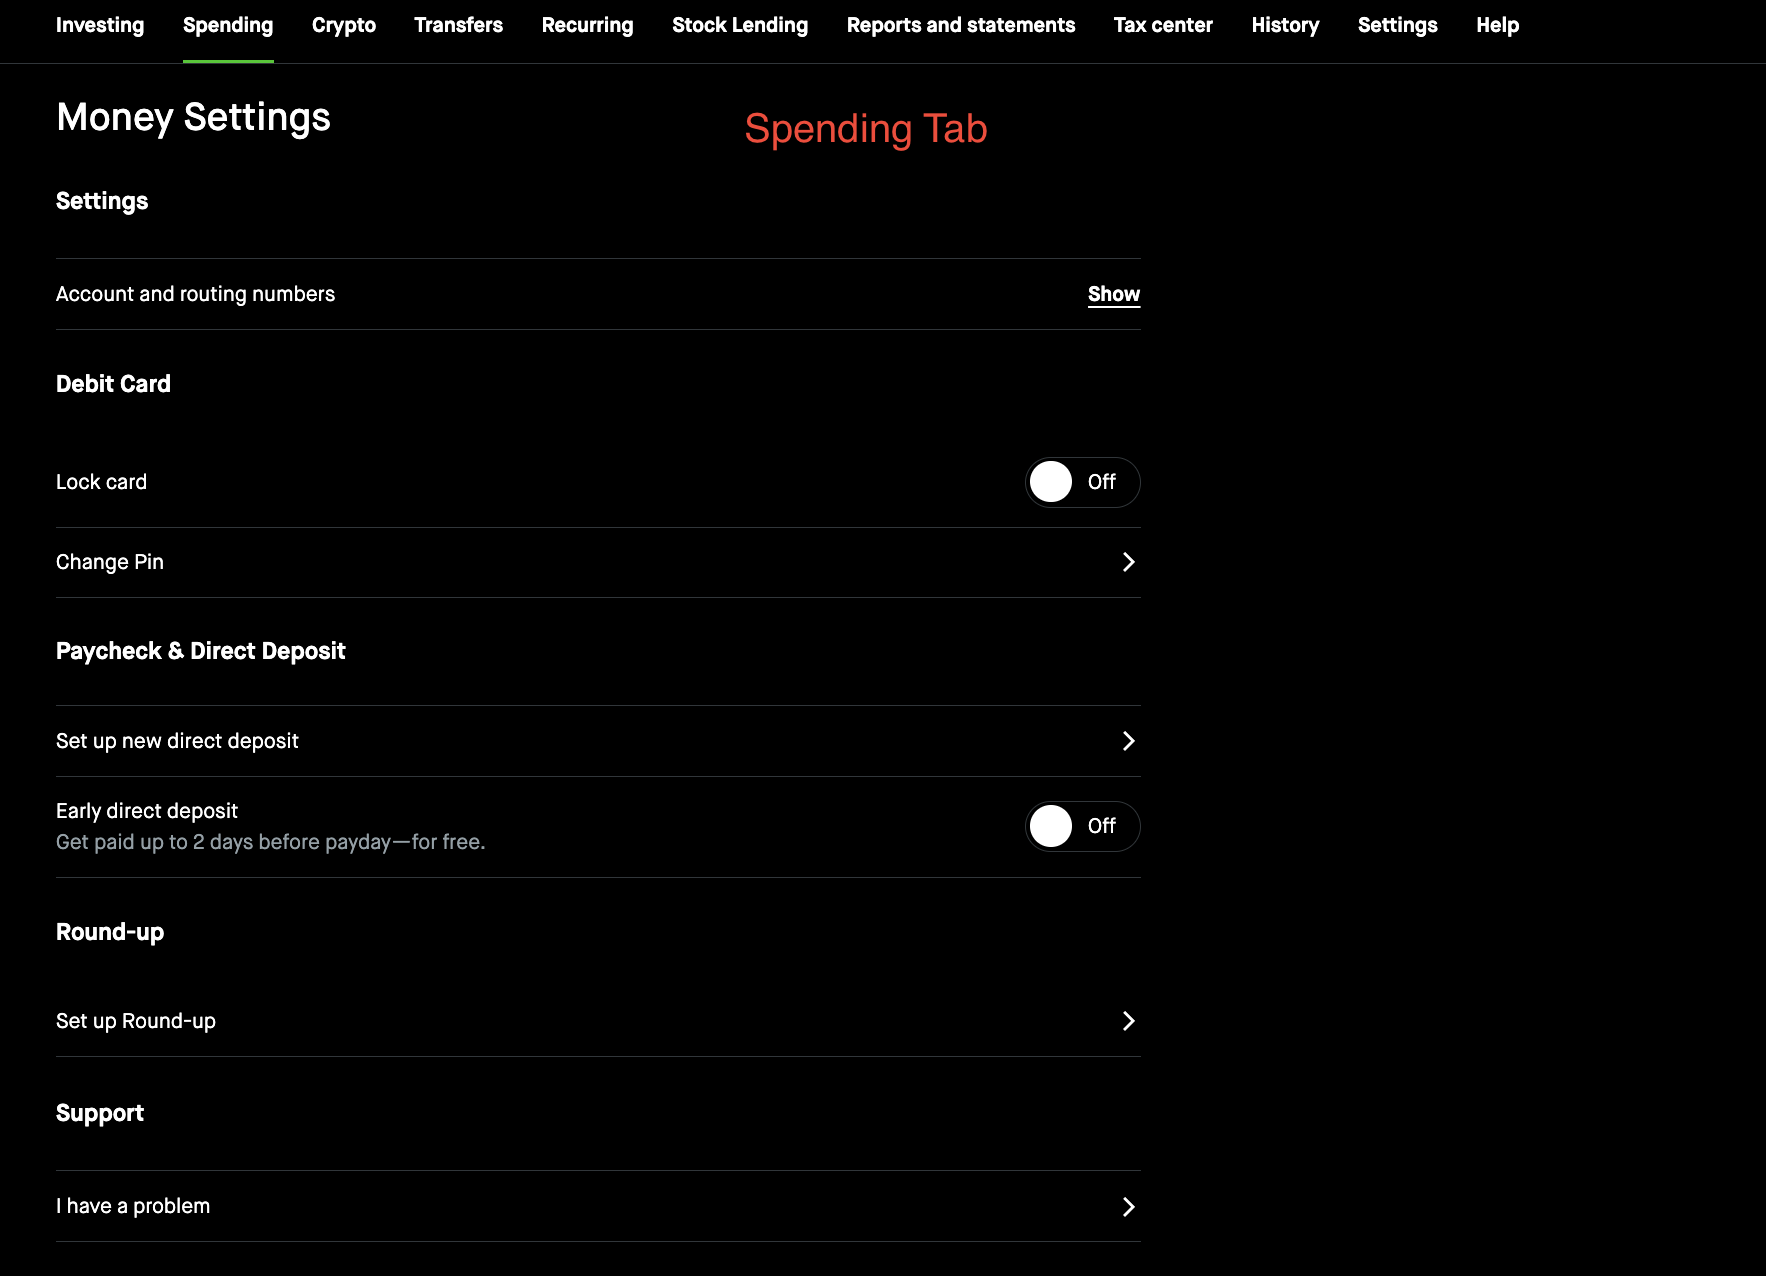 Investing Spending Crypto Transfers Recurring Stock Lending Reports and statements Tax center History Settings Help
Money Settings
Spending Tab
Settings
Account and routing numbers Show
Debit Card
Lock card Off
Change Pin
Paycheck & Direct Deposit
Set up new direct deposit
Early direct deposit
Get paid up to 2 days before payday—for free.
Off
Round-up
Set up Round-up
Support
I have a problem